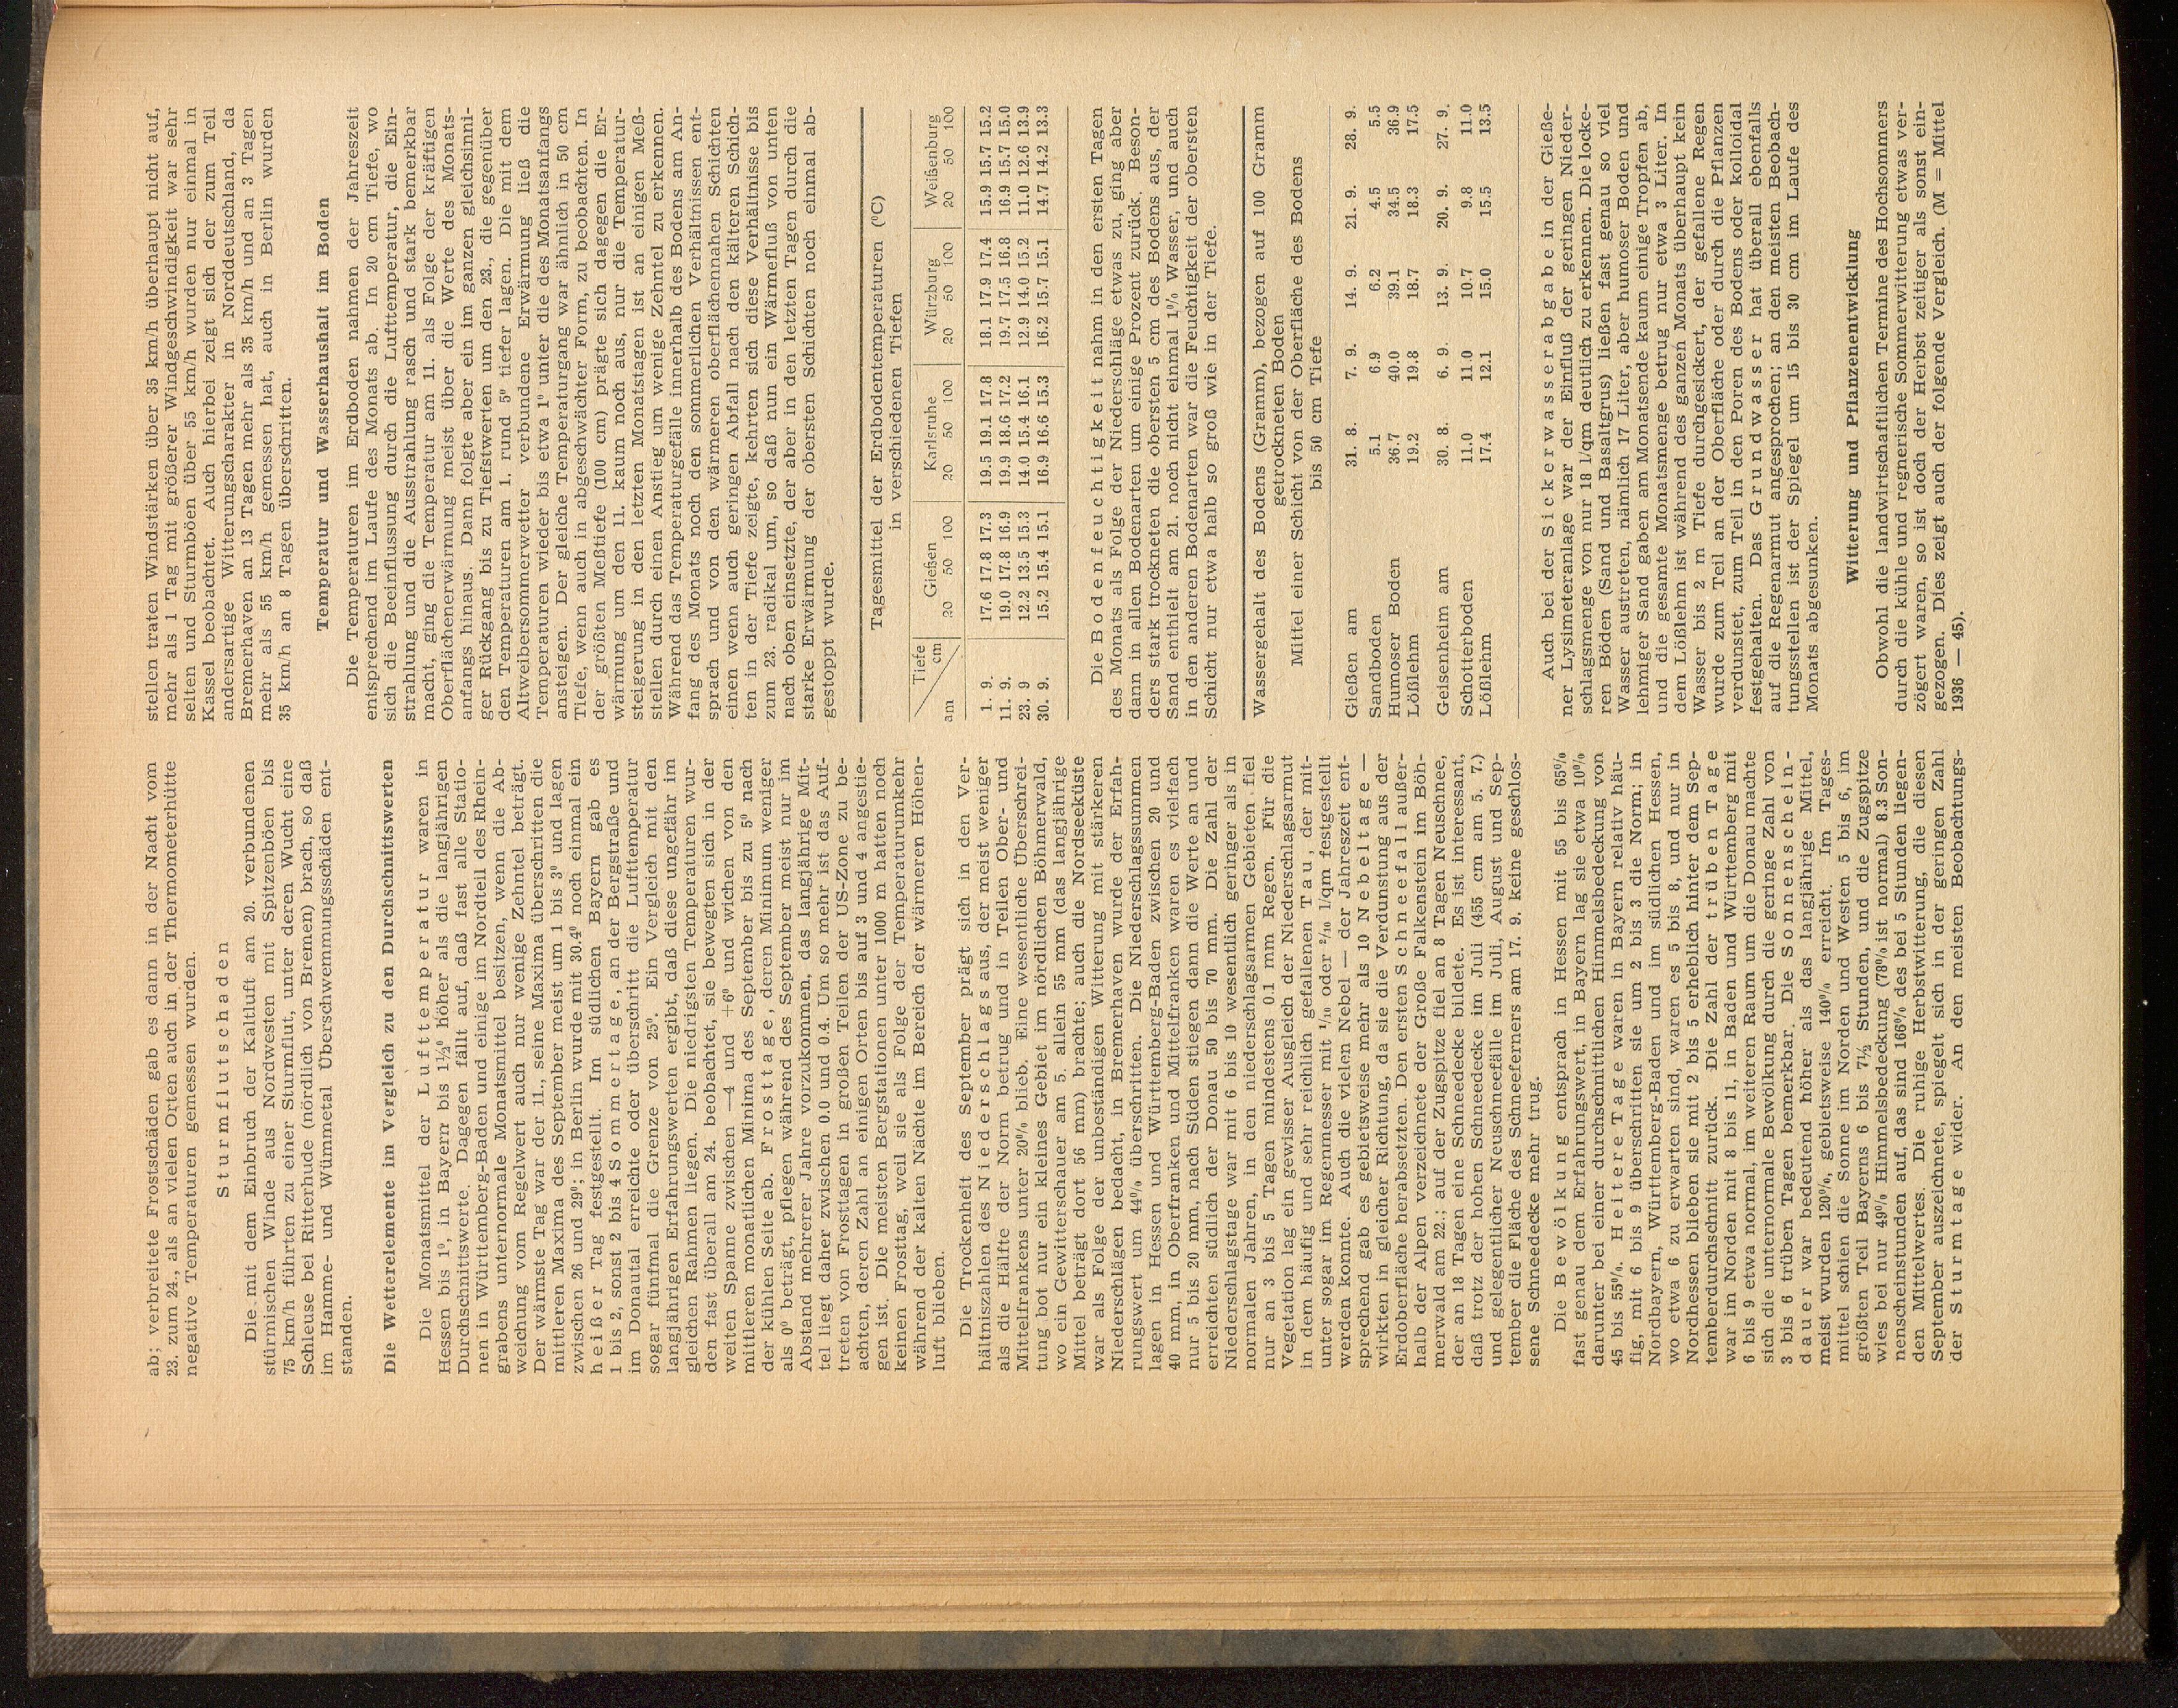 ab; verbreitete Frostschäden gab es dann in der Nacht vom
23. zum 24., als an vielen Orten auch in der Thermometerhütte
negative Temperaturen gemessen wurden.
Sturmflutschaden
Die mit dem Einbruch der Kaltluft am 20. verbundenen
stürmischen Winde aus Nordwesten mit Spitzenböen bis
75 km/h führten zu einer Sturmflut, unter deren Wucht eine
Schleuse bei Ritterhude (nördlich von Bremen) brach, so daß
im Hamme- und Wümmetal Überschwemmungsschäden ent-
standen.
Die Wetterelemente im Vergleich zu den Durchschnittswerten
Die Monatsmittel der Lufttemperatur waren in
Hessen bis 1⁰, in Bayern bis 1½⁰ höher als die langjährigen
Durchschnittswerte. Dagegen fällt auf, daß fast alle Statio-
nen in Württemberg-Baden und einige im Nordteil des Rhein-
grabens unternormale Monatsmittel besitzen, wenn die Ab-
weichung vom Regelwert auch nur wenige Zehntel beträgt.
Der wärmste Tag war der 11., seine Maxima überschritten die
mittleren Maxima des September meist um 1 bis 3⁰ und lagen
zwischen 26 und 29⁰; in Berlin wurde mit 30.4⁰ noch einmal ein
heißer Tag festgestellt. Im südlichen Bayern gab es
1 bis 2, sonst 2 bis 4 Sommertage, an der Bergstraße und
im Donautal erreichte oder überschritt die Lufttemperatur
sogar fünfmal die Grenze von 25⁰. Ein Vergleich mit den
langjährigen Erfahrungswerten ergibt, daß diese ungefähr im
gleichen Rahmen liegen. Die niedrigsten Temperaturen wur-
den fast überall am 24. beobachtet, sie bewegten sich in der
weiten Spanne zwischen —4 und +6⁰ und wichen von den
mittleren monatlichen Minima des September bis zu 5⁰ nach
der kühlen Seite ab. Frosttage, deren Minimum weniger
als 0⁰ beträgt, pflegen während des September meist nur im
Abstand mehrerer Jahre vorzukommen, das langjährige Mit-
tel liegt daher zwischen 0.0 und 0.4. Um so mehr ist das Auf-
treten von Frosttagen in großen Teilen der US-Zone zu be-
achten, deren Zahl an einigen Orten bis auf 3 und 4 angestie-
gen ist. Die meisten Bergstationen unter 1000 m hatten noch
keinen Frosttag, weil sie als Folge der Temperaturumkehr
während der kalten Nächte im Bereich der wärmeren Höhen-
luft blieben.
Die Trockenheit des September prägt sich in den Ver-
hältniszahlen des Niederschlags aus, der meist weniger
als die Hälfte der Norm betrug und in Teilen Ober- und
Mittelfrankens unter 20% blieb. Eine wesentliche Überschrei-
tung bot nur ein kleines Gebiet im nördlichen Böhmerwald,
wo ein Gewitterschauer am 5. allein 55 mm (das langjährige
Mittel beträgt dort 56 mm) brachte; auch die Nordseeküste
war als Folge der unbeständigen Witterung mit stärkeren
Niederschlägen bedacht, in Bremerhaven wurde der Erfah-
rungswert um 44% überschritten. Die Niederschlagssummen
lagen in Hessen und Württemberg-Baden zwischen 20 und
40 mm, in Oberfranken und Mittelfranken waren es vielfach
nur 5 bis 20 mm, nach Süden stiegen dann die Werte an und
erreichten südlich der Donau 50 bis 70 mm. Die Zahl der
Niederschlagstage war mit 6 bis 10 wesentlich geringer als in
normalen Jahren, in den niederschlagsarmen Gebieten fiel
nur an 3 bis 5 Tagen mindestens 0.1 mm Regen. Für die
Vegetation lag ein gewisser Ausgleich der Niederschlagsarmut
in dem häufig und sehr reichlich gefallenen Tau, der mit-
unter sogar im Regenmesser mit ¹/₁₀ oder ²/₁₀ l/qm festgestellt
werden konnte. Auch die vielen Nebel — der Jahreszeit ent-
sprechend gab es gebietsweise mehr als 10 Nebeltage —
wirkten in gleicher Richtung, da sie die Verdunstung aus der
Erdoberfläche herabsetzten. Den ersten Schneefall außer-
halb der Alpen verzeichnete der Große Falkenstein im Böh-
merwald am 22.; auf der Zugspitze fiel an 8 Tagen Neuschnee,
der an 18 Tagen eine Schneedecke bildete. Es ist interessant,
daß trotz der hohen Schneedecke im Juli (455 cm am 5. 7.)
und gelegentlicher Neuschneefälle im Juli, August und Sep-
tember die Fläche des Schneeferners am 17. 9. keine geschlos-
sene Schneedecke mehr trug.
Die Bewölkung entsprach in Hessen mit 55 bis 65%
fast genau dem Erfahrungswert, in Bayern lag sie etwa 10%
darunter bei einer durchschnittlichen Himmelsbedeckung von
45 bis 55%. Heitere Tage waren in Bayern relativ häu-
fig, mit 6 bis 9 überschritten sie um 2 bis 3 die Norm; in
Nordbayern, Württemberg-Baden und im südlichen Hessen,
wo etwa 6 zu erwarten sind, waren es 5 bis 8, und nur in
Nordhessen blieben sie mit 2 bis 5 erheblich hinter dem Sep-
temberdurchschnitt zurück. Die Zahl der trüben Tage
war im Norden mit 8 bis 11, in Baden und Württemberg mit
6 bis 9 etwa normal, im weiteren Raum um die Donau machte
sich die unternormale Bewölkung durch die geringe Zahl von
3 bis 6 trüben Tagen bemerkbar. Die Sonnenschein-
dauer war bedeutend höher als das langjährige Mittel,
meist wurden 120%, gebietsweise 140% erreicht. Im Tages-
mittel schien die Sonne im Norden und Westen 5 bis 6, im
größten Teil Bayerns 6 bis 7½ Stunden, und die Zugspitze
wies bei nur 49% Himmelsbedeckung (78% ist normal) 8.3 Son-
nenscheinstunden auf, das sind 166% des bei 5 Stunden liegen-
den Mittelwertes. Die ruhige Herbstwitterung, die diesen
September auszeichnete, spiegelt sich in der geringen Zahl
der Sturmtage wider. An den meisten Beobachtungs-
stellen traten Windstärken über 35 km/h überhaupt nicht auf,
mehr als 1 Tag mit größerer Windgeschwindigkeit war sehr
selten und Sturmböen über 55 km/h wurden nur einmal in
Kassel beobachtet. Auch hierbei zeigt sich der zum Teil
andersartige Witterungscharakter in Norddeutschland, da
Bremerhaven an 13 Tagen mehr als 35 km/h und an 3 Tagen
mehr als 55 km/h gemessen hat, auch in Berlin wurden
35 km/h an 8 Tagen überschritten.
Temperatur und Wasserhaushalt im Boden
Die Temperaturen im Erdboden nahmen der Jahreszeit
entsprechend im Laufe des Monats ab. In 20 cm Tiefe, wo
sich die Beeinflussung durch die Lufttemperatur, die Ein-
strahlung und die Ausstrahlung rasch und stark bemerkbar
macht, ging die Temperatur am 11. als Folge der kräftigen
Oberflächenerwärmung meist über die Werte des Monats-
anfangs hinaus. Dann folgte aber ein im ganzen gleichsinni-
ger Rückgang bis zu Tiefstwerten um den 23., die gegenüber
den Temperaturen am 1. rund 5⁰ tiefer lagen. Die mit dem
Altweibersommerwetter verbundene Erwärmung ließ die
Temperaturen wieder bis etwa 1⁰ unter die des Monatsanfangs
ansteigen. Der gleiche Temperaturgang war ähnlich in 50 cm
Tiefe, wenn auch in abgeschwächter Form, zu beobachten. In
der größten Meßtiefe (100 cm) prägte sich dagegen die Er-
wärmung um den 11. kaum noch aus, nur die Temperatur-
steigerung in den letzten Monatstagen ist an einigen Meß-
stellen durch einen Anstieg um wenige Zehntel zu erkennen.
Während das Temperaturgefälle innerhalb des Bodens am An-
fang des Monats noch den sommerlichen Verhältnissen ent-
sprach und von den wärmeren oberflächennahen Schichten
einen wenn auch geringen Abfall nach den kälteren Schich-
ten in der Tiefe zeigte, kehrten sich diese Verhältnisse bis
zum 23. radikal um, so daß nun ein Wärmefluß von unten
nach oben einsetzte, der aber in den letzten Tagen durch die
starke Erwärmung der obersten Schichten noch einmal ab-
gestoppt wurde.
Tagesmittel der Erdbodentemperaturen (⁰C)
in verschiedenen Tiefen
Tiefe cm Gießen Karlsruhe Würzburg Weißenburg
am 20 50 100 20 50 100 20 50 100 20 50 100
1. 9. 17.6 17.8 17.3 19.5 19.1 17.8 18.1 17.9 17.4 15.9 15.7 15.2
11. 9. 19.0 17.8 16.9 19.9 18.6 17.2 19.7 17.5 16.8 16.9 15.7 15.0
23. 9 12.2 13.5 15.3 14.0 15.4 16.1 12.9 14.0 15.2 11.0 12.6 13.9
30. 9. 15.2 15.4 15.1 16.9 16.6 15.3 16.2 15.7 15.1 14.7 14.2 13.3
Die Bodenfeuchtigkeit nahm in den ersten Tagen
des Monats als Folge der Niederschläge etwas zu, ging aber
dann in allen Bodenarten um einige Prozent zurück. Beson-
ders stark trockneten die obersten 5 cm des Bodens aus, der
Sand enthielt am 21. noch nicht einmal 1% Wasser, und auch
in den anderen Bodenarten war die Feuchtigkeit der obersten
Schicht nur etwa halb so groß wie in der Tiefe.
Wassergehalt des Bodens (Gramm), bezogen auf 100 Gramm
getrockneten Boden
Mittel einer Schicht von der Oberfläche des Bodens
bis 50 cm Tiefe
Gießen am 31. 8. 7. 9. 14. 9. 21. 9. 28. 9.
Sandboden 5.1 6.9 6.2 4.5 5.5
Humoser Boden 36.7 40.0 39.1 34.5 36.9
Lößlehm 19.2 19.8 18.7 18.3 17.5
Geisenheim am 30. 8. 6. 9. 13. 9. 20. 9. 27. 9.
Schotterboden 11.0 11.0 10.7 9.8 11.0
Lößlehm 17.4 12.1 15.0 15.5 13.5
Auch bei der Sickerwasserabgabe in der Gieße-
ner Lysimeteranlage war der Einfluß der geringen Nieder-
schlagsmenge von nur 18 l/qm deutlich zu erkennen. Die locke-
ren Böden (Sand und Basaltgrus) ließen fast genau so viel
Wasser austreten, nämlich 17 Liter, aber humoser Boden und
lehmiger Sand gaben am Monatsende kaum einige Tropfen ab,
und die gesamte Monatsmenge betrug nur etwa 3 Liter. In
dem Lößlehm ist während des ganzen Monats überhaupt kein
Wasser bis 2 m Tiefe durchgesickert, der gefallene Regen
wurde zum Teil an der Oberfläche oder durch die Pflanzen
verdunstet, zum Teil in den Poren des Bodens oder kolloidal
festgehalten. Das Grundwasser hat überall ebenfalls
auf die Regenarmut angesprochen; an den meisten Beobach-
tungsstellen ist der Spiegel um 15 bis 30 cm im Laufe des
Monats abgesunken.
Witterung und Pflanzenentwicklung
Obwohl die landwirtschaftlichen Termine des Hochsommers
durch die kühle und regnerische Sommerwitterung etwas ver-
zögert waren, so ist doch der Herbst zeitiger als sonst ein-
gezogen. Dies zeigt auch der folgende Vergleich. (M = Mittel
1936 — 45).